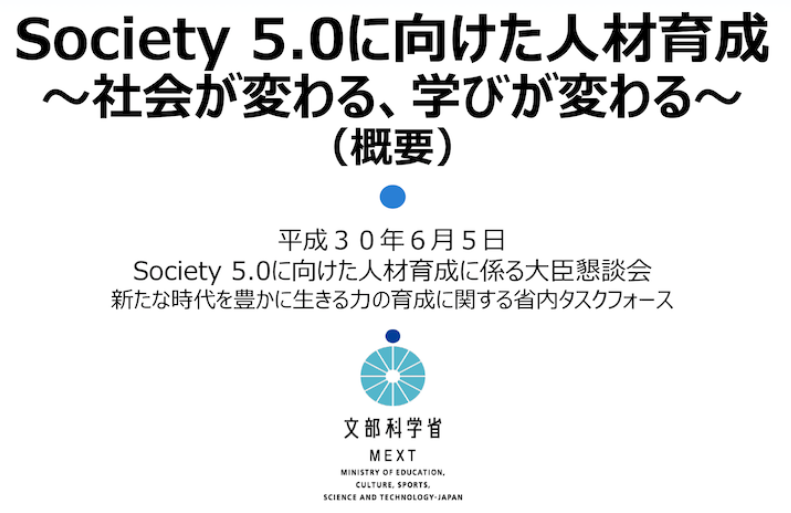 Society 5.0に向けた人材育成
～社会が変わる、学びが変わる～
（概要）
平成３０年６月５日
Society 5.0に向けた人材育成に係る大臣懇談会
新たな時代を豊かに生きる力の育成に関する省内タスクフォース
文部科学省
MEXT
MINISTRY OF EDUCATION,
CULTURE, SPORTS,
SCIENCE AND TECHNOLOGY-JAPAN